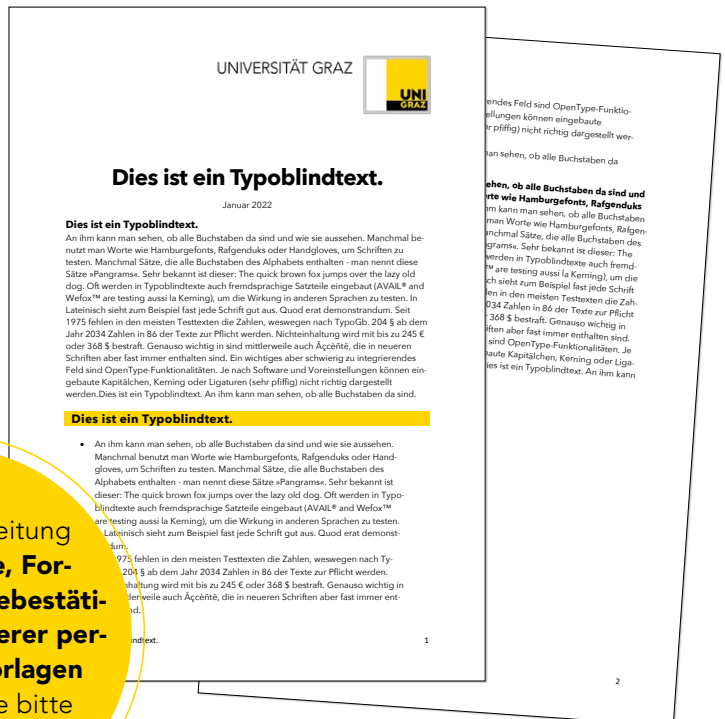 UNIVERSITÄT GRAZ
UNI
GRAZ
Dies ist ein Typoblindtext.
Januar 2022
Dies ist ein Typoblindtext.
An ihm kann man sehen, ob alle Buchstaben da sind und wie sie aussehen. Manchmal be-
nutzt man Worte wie Hamburgefonts, Rafgenduks oder Handgloves, um Schriften zu
testen. Manchmal Sätze, die alle Buchstaben des Alphabets enthalten - man nennt diese
Sätze »Pangrams«. Sehr bekannt ist dieser: The quick brown fox jumps over the lazy old
dog. Oft werden in Typoblindtexte auch fremdsprachige Satzteile eingebaut (AVAIL® and
Wefox™ are testing aussi la Kerning), um die Wirkung in anderen Sprachen zu testen. In
Lateinisch sieht zum Beispiel fast jede Schrift gut aus. Quod erat demonstrandum. Seit
1975 fehlen in den meisten Testtexten die Zahlen, weswegen nach TypoGb. 204 § ab dem
Jahr 2034 Zahlen in 86 der Texte zur Pflicht werden. Nichteinhaltung wird mit bis zu 245 €
oder 368 $ bestraft. Genauso wichtig in sind mittlerweile auch Âçcèñtë, die in neueren
Schriften aber fast immer enthalten sind. Ein wichtiges aber schwierig zu integrierendes
Feld sind OpenType-Funktionalitäten. Je nach Software und Voreinstellungen können ein-
gebaute Kapitälchen, Kerning oder Ligaturen (sehr pfiffig) nicht richtig dargestellt
werden.Dies ist ein Typoblindtext. An ihm kann man sehen, ob alle Buchstaben da sind.
Dies ist ein Typoblindtext.
• An ihm kann man sehen, ob alle Buchstaben da sind und wie sie aussehen.
Manchmal benutzt man Worte wie Hamburgefonts, Rafgenduks oder Hand-
gloves, um Schriften zu testen. Manchmal Sätze, die alle Buchstaben des
Alphabets enthalten - man nennt diese Sätze »Pangrams«. Sehr bekannt ist
dieser: The quick brown fox jumps over the lazy old dog. Oft werden in Typo-
blindtexte auch fremdsprachige Satzteile eingebaut (AVAIL® and Wefox™
are testing aussi la Kerning), um die Wirkung in anderen Sprachen zu testen.
Lateinisch sieht zum Beispiel fast jede Schrift gut aus. Quod erat demonst-
dum.
975 fehlen in den meisten Testtexten die Zahlen, weswegen nach Ty-
204 § ab dem Jahr 2034 Zahlen in 86 der Texte zur Pflicht werden.
nhaltung wird mit bis zu 245 € oder 368 $ bestraft. Genauso wichtig in
derweile auch Âçcèñtë, die in neueren Schriften aber fast immer ent-
nd.
indtext. 1
endes Feld sind OpenType-Funktio-
ellungen können eingebaute
r pfiffig) nicht richtig dargestellt wer-
an sehen, ob alle Buchstaben da
ehen, ob alle Buchstaben da sind und
rte wie Hamburgefonts, Rafgenduks
m kann man sehen, ob alle Buchstaben
man Worte wie Hamburgefonts, Rafgen-
anchmal Sätze, die alle Buchstaben des
grams«. Sehr bekannt ist dieser: The
werden in Typoblindtexte auch fremd-
™ are testing aussi la Kerning), um die
ch sieht zum Beispiel fast jede Schrift
len in den meisten Testtexten die Zah-
034 Zahlen in 86 der Texte zur Pflicht
368 $ bestraft. Genauso wichtig in
iften aber fast immer enthalten sind.
sind OpenType-Funktionalitäten. Je
aute Kapitälchen, Kerning oder Liga-
ies ist ein Typoblindtext. An ihm kann
2
eitung
e, For-
ebestäti-
erer per-
orlagen
e bitte